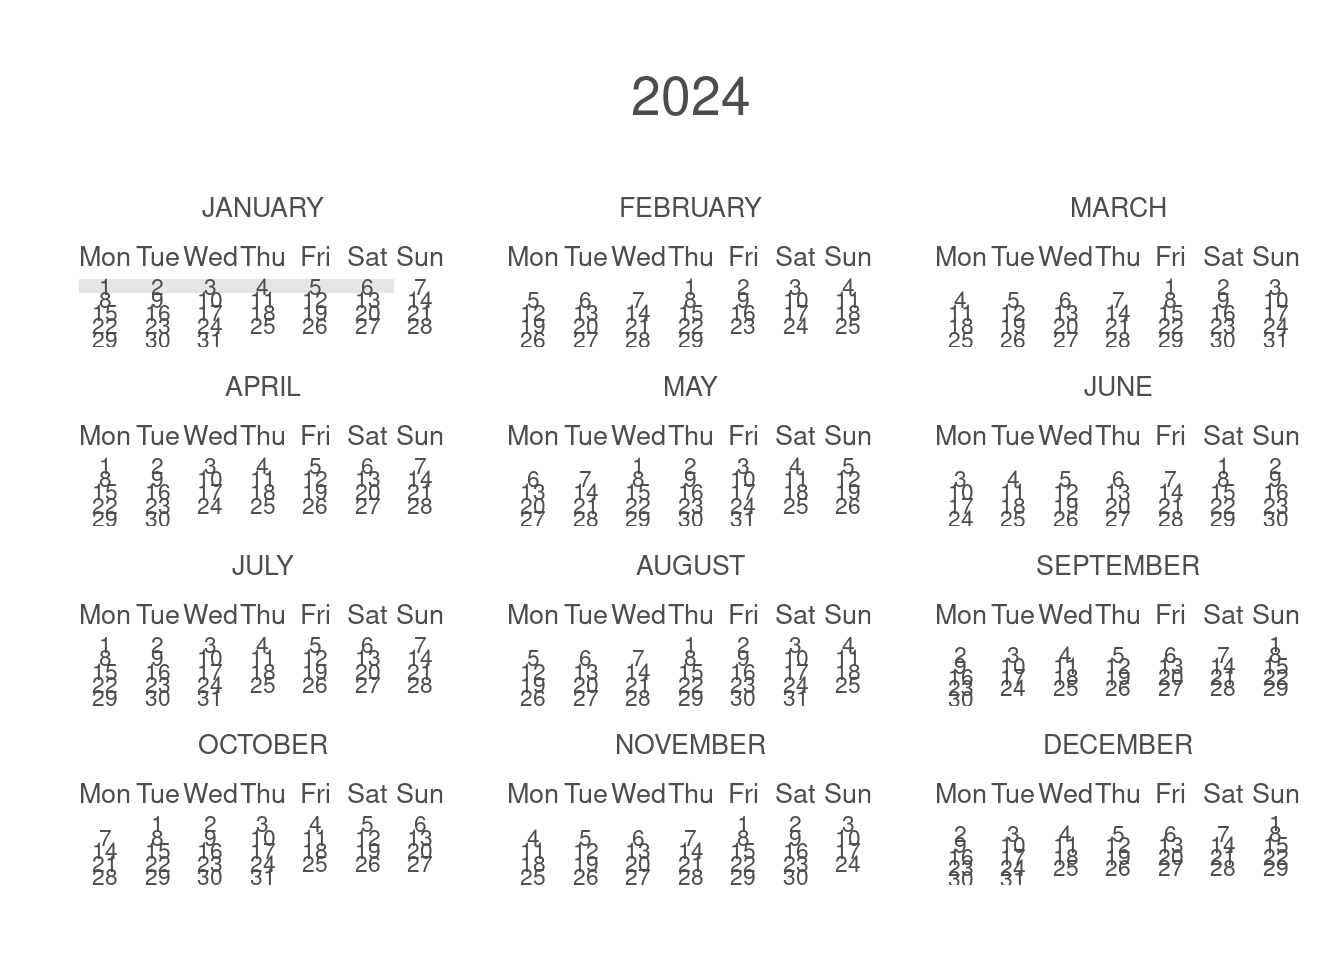 2024
JANUARY FEBRUARY MARCH
Mon Tue Wed Thu Fri Sat Sun Mon Tue Wed Thu Fri Sat Sun Mon Tue Wed Thu Fri Sat Sun
1 2 3 4 5 6 7 1 2 3 4 1 2 3
8 9 10 11 12 13 14 5 6 7 8 9 10 11 4 5 6 7 8 9 10
15 16 17 18 19 20 21 12 13 14 15 16 17 18 11 12 13 14 15 16 17
22 23 24 25 26 27 28 19 20 21 22 23 24 25 18 19 20 21 22 23 24
29 30 31 26 27 28 29 25 26 27 28 29 30 31
APRIL MAY JUNE
Mon Tue Wed Thu Fri Sat Sun Mon Tue Wed Thu Fri Sat Sun Mon Tue Wed Thu Fri Sat Sun
1 2 3 4 5 6 7 1 2 3 4 5 1 2
8 9 10 11 12 13 14 6 7 8 9 10 11 12 3 4 5 6 7 8 9
15 16 17 18 19 20 21 13 14 15 16 17 18 19 10 11 12 13 14 15 16
22 23 24 25 26 27 28 20 21 22 23 24 25 26 17 18 19 20 21 22 23
29 30 27 28 29 30 31 24 25 26 27 28 29 30
JULY AUGUST SEPTEMBER
Mon Tue Wed Thu Fri Sat Sun Mon Tue Wed Thu Fri Sat Sun Mon Tue Wed Thu Fri Sat Sun
1 2 3 4 5 6 7 1 2 3 4 1
8 9 10 11 12 13 14 5 6 7 8 9 10 11 2 3 4 5 6 7 8
15 16 17 18 19 20 21 12 13 14 15 16 17 18 9 10 11 12 13 14 15
22 23 24 25 26 27 28 19 20 21 22 23 24 25 16 17 18 19 20 21 22
29 30 31 26 27 28 29 30 31 23 24 25 26 27 28 29
30
OCTOBER NOVEMBER DECEMBER
Mon Tue Wed Thu Fri Sat Sun Mon Tue Wed Thu Fri Sat Sun Mon Tue Wed Thu Fri Sat Sun
1 2 3 4 5 6 1 2 3 1
7 8 9 10 11 12 13 4 5 6 7 8 9 10 2 3 4 5 6 7 8
14 15 16 17 18 19 20 11 12 13 14 15 16 17 9 10 11 12 13 14 15
21 22 23 24 25 26 27 18 19 20 21 22 23 24 16 17 18 19 20 21 22
28 29 30 31 25 26 27 28 29 30 23 24 25 26 27 28 29
30 31